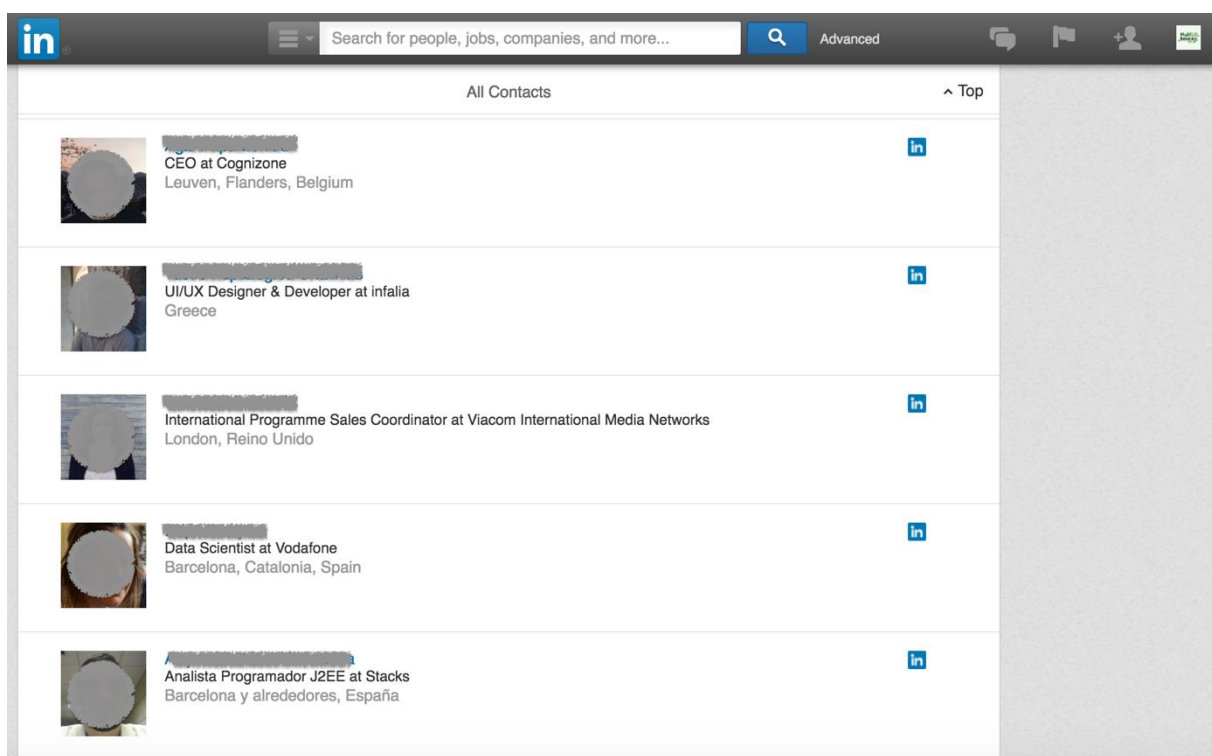 in
Search for people, jobs, companies, and more...
Advanced
All Contacts
Top
in
CEO at Cognizone
Leuven, Flanders, Belgium
in
UI/UX Designer & Developer at infalia
Greece
in
International Programme Sales Coordinator at Viacom International Media Networks
London, Reino Unido
in
Data Scientist at Vodafone
Barcelona, Catalonia, Spain
in
Analista Programador J2EE at Stacks
Barcelona y alrededores, España